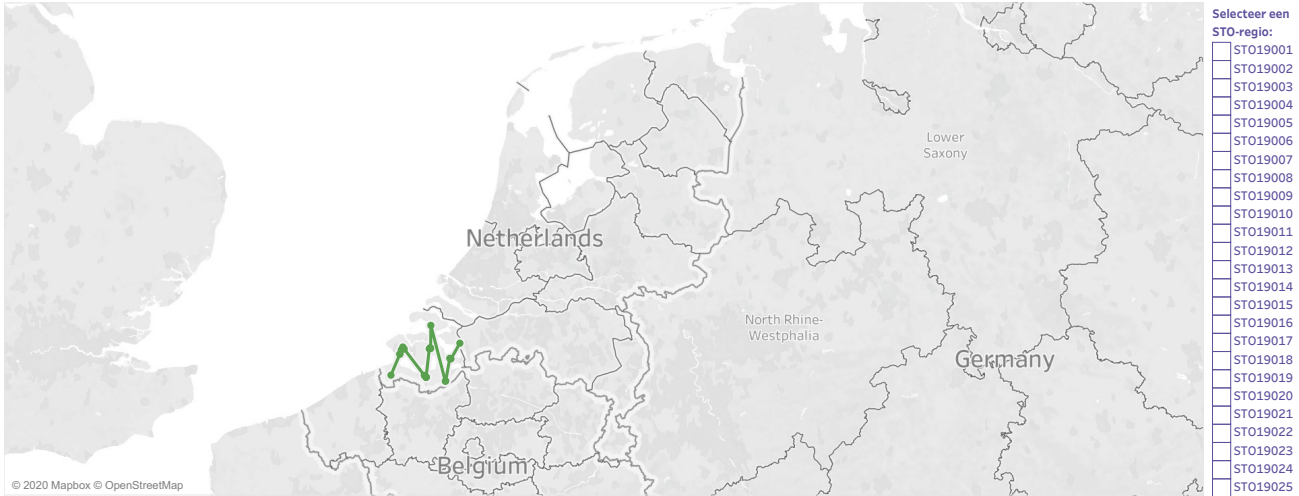 Lower
Saxony
Netherlands
North Rhine-
Westphalia
Germany
Belgium
© 2020 Mapbox © OpenStreetMap
Selecteer een
STO-regio:
STO19001
STO19002
STO19003
STO19004
STO19005
STO19006
STO19007
STO19008
STO19009
STO19010
STO19011
STO19012
STO19013
STO19014
STO19015
STO19016
STO19017
STO19018
STO19019
STO19020
STO19021
STO19022
STO19023
STO19024
STO19025